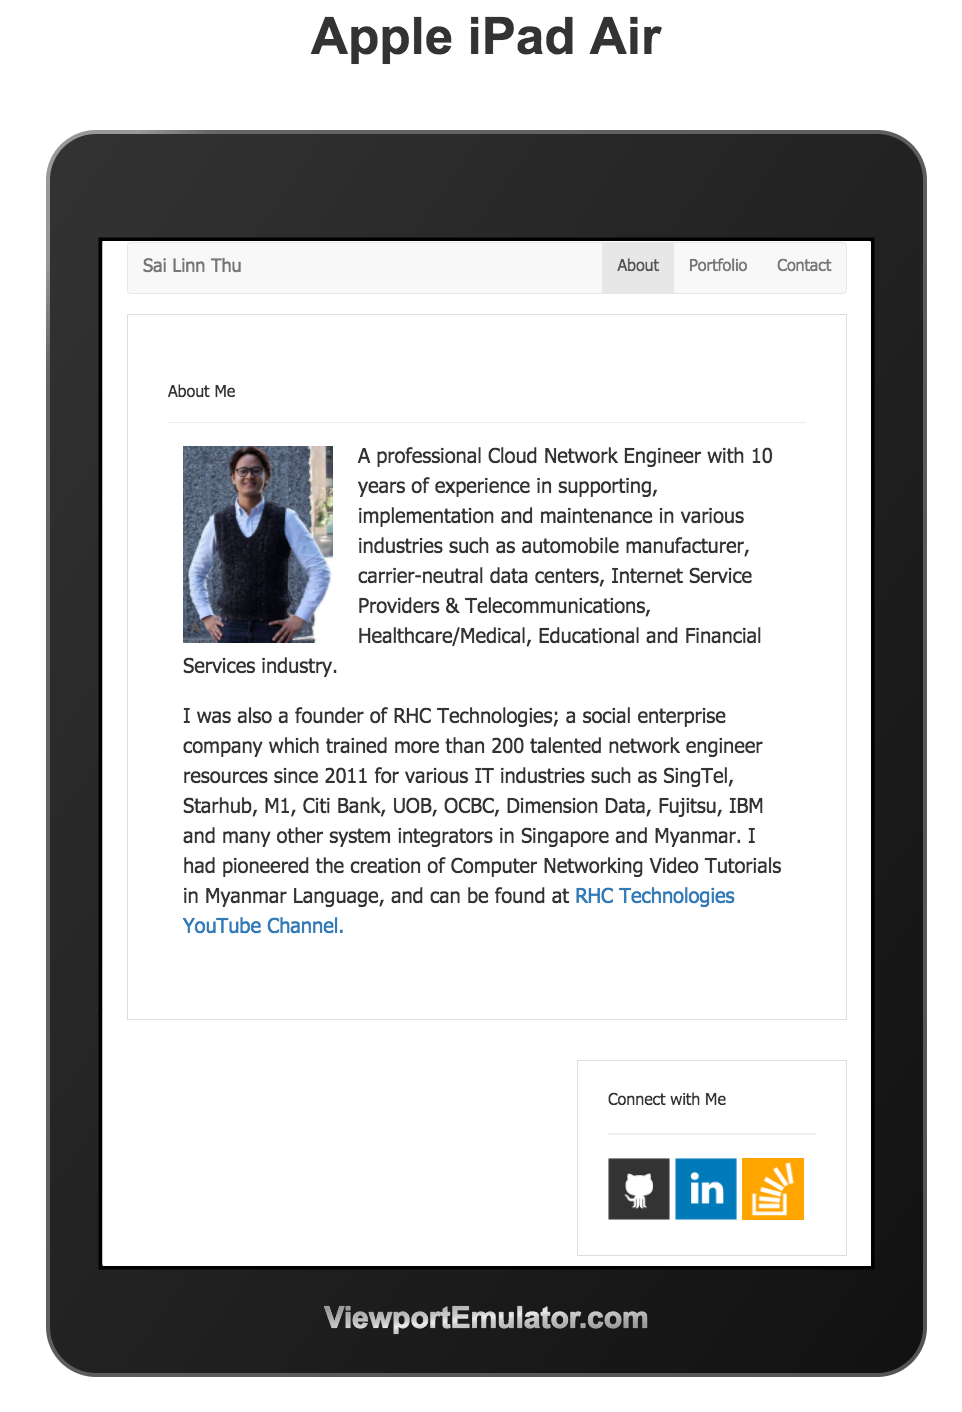 Apple iPad Air
Sai Linn Thu
About
Portfolio
Contact
About Me
A professional Cloud Network Engineer with 10
years of experience in supporting,
implementation and maintenance in various
industries such as automobile manufacturer,
carrier-neutral data centers, Internet Service
Providers & Telecommunications,
Healthcare/Medical, Educational and Financial
Services industry.
I was also a founder of RHC Technologies; a social enterprise
company which trained more than 200 talented network engineer
resources since 2011 for various IT industries such as SingTel,
Starhub, M1, Citi Bank, UOB, OCBC, Dimension Data, Fujitsu, IBM
and many other system integrators in Singapore and Myanmar. I
had pioneered the creation of Computer Networking Video Tutorials
in Myanmar Language, and can be found at RHC Technologies
YouTube Channel.
Connect with Me
in
ViewportEmulator.com